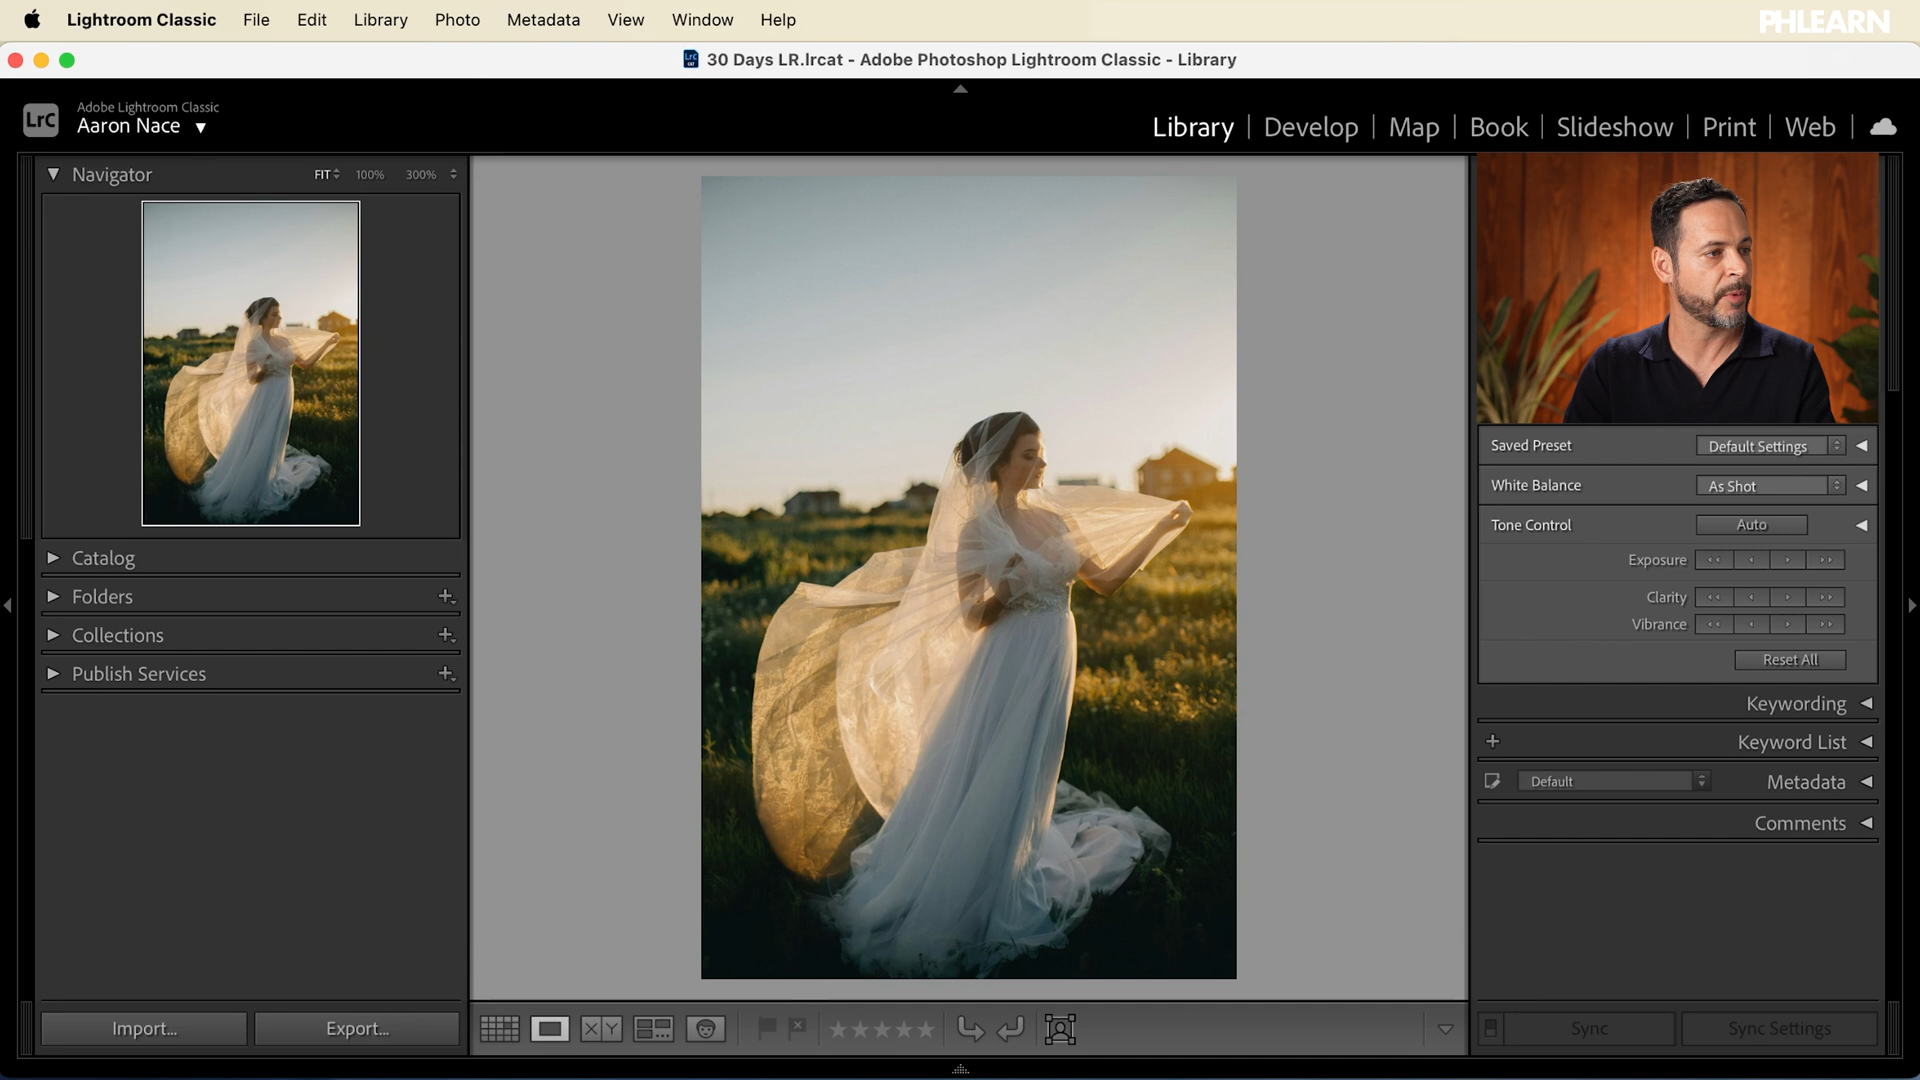 Lightroom Classic File Edit Library Photo Metadata View Window Help
PHLEARN
30 Days LR.lrcat - Adobe Photoshop Lightroom Classic - Library
LrC
Adobe Lightroom Classic
Aaron Nace
Library | Develop | Map | Book | Slideshow | Print | Web
Navigator FIT 100% 300%
Catalog
Folders
Collections
Publish Services
Import... Export...
Saved Preset Default Settings
White Balance As Shot
Tone Control Auto
Exposure
Clarity
Vibrance
Reset All
Keywording
Keyword List
Default Metadata
Comments
X Y
Sync Sync Settings